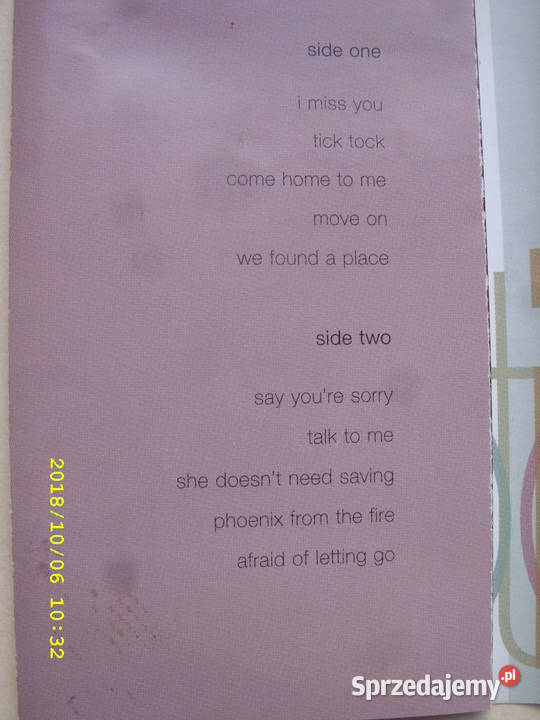 side one
i miss you
tick tock
come home to me
move on
we found a place
side two
say you're sorry
talk to me
she doesn't need saving
phoenix from the fire
afraid of letting go
2018/10/06 10:32
Sprzedajemy.pl